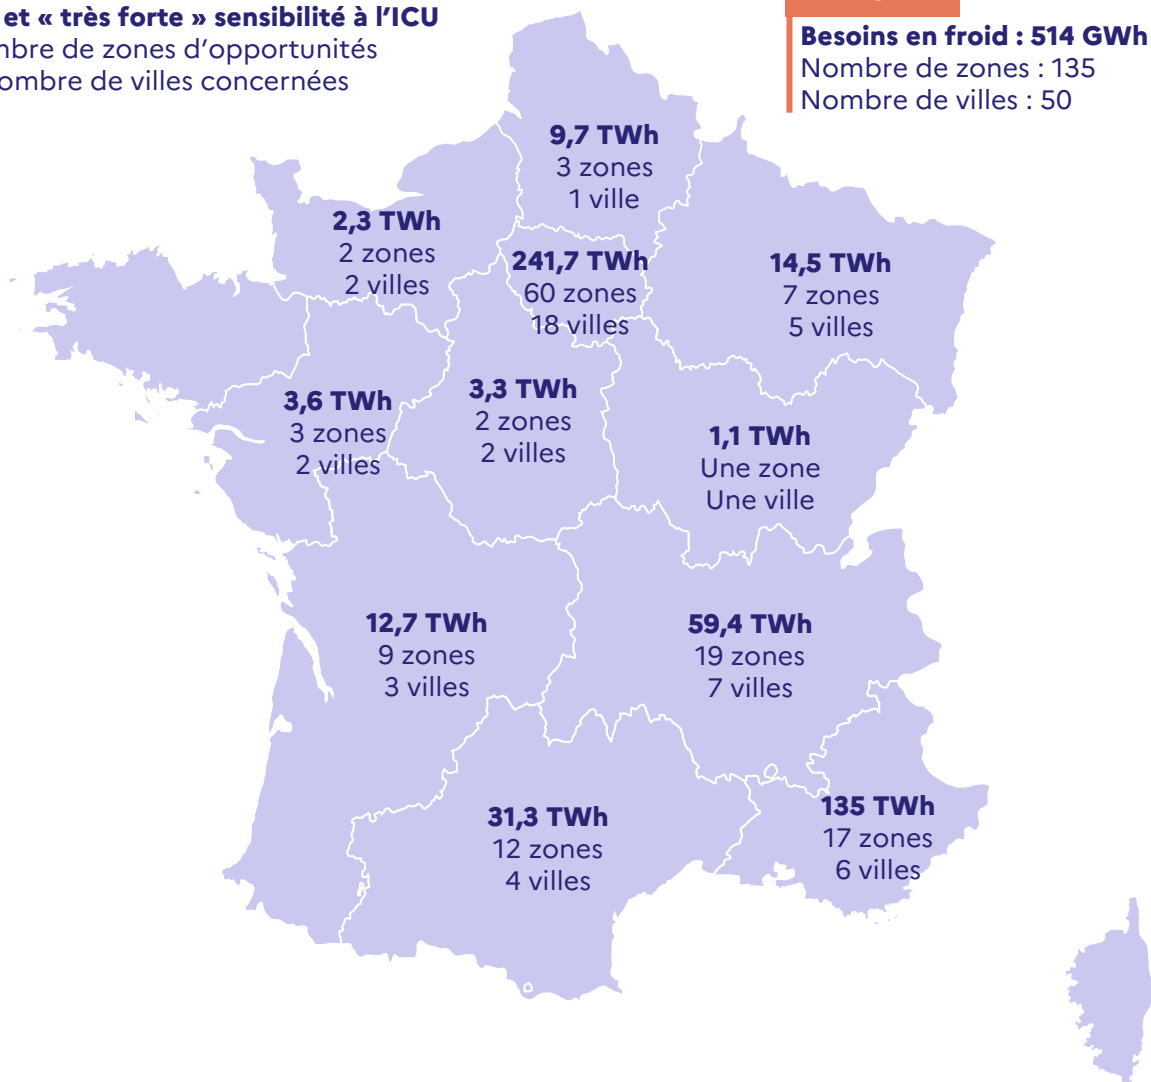 et « très forte » sensibilité à l’ICU
nbre de zones d’opportunités
ombre de villes concernées
Besoins en froid : 514 GWh
Nombre de zones : 135
Nombre de villes : 50
9,7 TWh
3 zones
1 ville
2,3 TWh
2 zones
2 villes
241,7 TWh
60 zones
18 villes
14,5 TWh
7 zones
5 villes
3,6 TWh
3 zones
2 villes
3,3 TWh
2 zones
2 villes
1,1 TWh
Une zone
Une ville
12,7 TWh
9 zones
3 villes
59,4 TWh
19 zones
7 villes
31,3 TWh
12 zones
4 villes
135 TWh
17 zones
6 villes